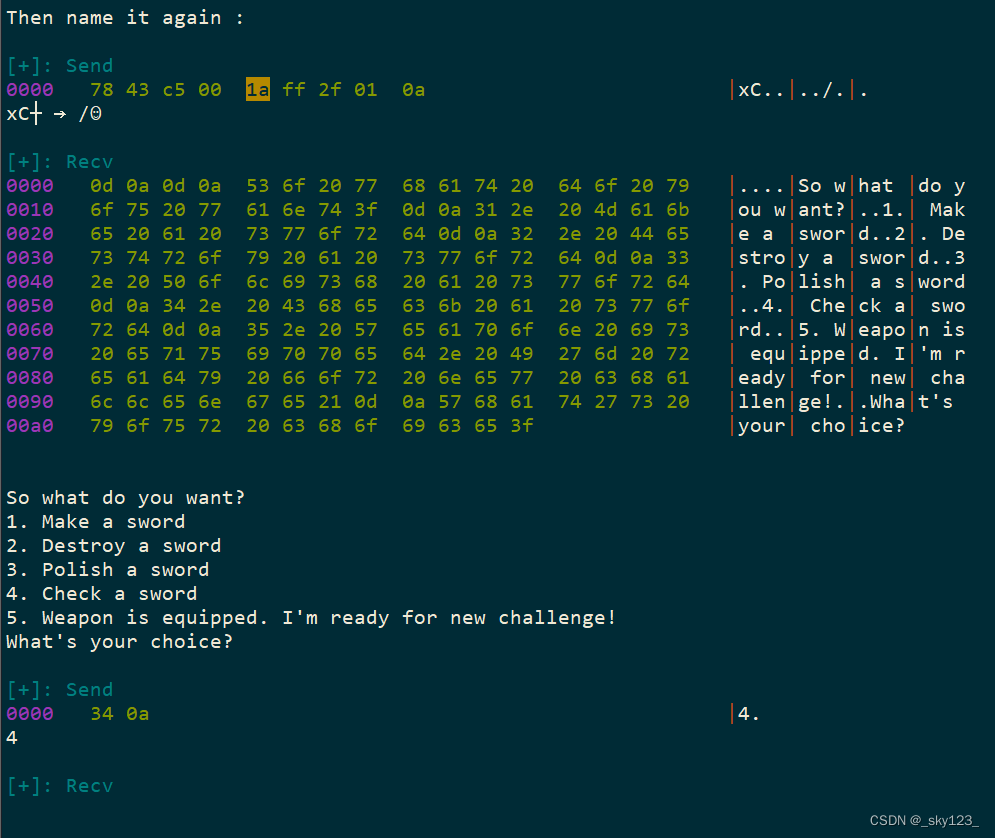 Then name it again :
[+]: Send
0000 78 43 c5 00 1a ff 2f 01 0a |xC..|../.|.
xC┼ → /☺
[+]: Recv
0000 0d 0a 0d 0a 53 6f 20 77 68 61 74 20 64 6f 20 79 |....|So w|hat |do y
0010 6f 75 20 77 61 6e 74 3f 0d 0a 31 2e 20 4d 61 6b |ou w|ant?|..1.| Mak
0020 65 20 61 20 73 77 6f 72 64 0d 0a 32 2e 20 44 65 |e a |swor|d..2|. De
0030 73 74 72 6f 79 20 61 20 73 77 6f 72 64 0d 0a 33 |stro|y a |swor|d..3
0040 2e 20 50 6f 6c 69 73 68 20 61 20 73 77 6f 72 64 |. Po|lish| a s|word
0050 0d 0a 34 2e 20 43 68 65 63 6b 20 61 20 73 77 6f |..4.| Che|ck a| swo
0060 72 64 0d 0a 35 2e 20 57 65 61 70 6f 6e 20 69 73 |rd..|5. W|eapo|n is
0070 20 65 71 75 69 70 70 65 64 2e 20 49 27 6d 20 72 | equ|ippe|d. I|'m r
0080 65 61 64 79 20 66 6f 72 20 6e 65 77 20 63 68 61 |eady| for| new| cha
0090 6c 6c 65 6e 67 65 21 0d 0a 57 68 61 74 27 73 20 |llen|ge!.|.Wha|t's
00a0 79 6f 75 72 20 63 68 6f 69 63 65 3f |your| cho|ice?
So what do you want?
1. Make a sword
2. Destroy a sword
3. Polish a sword
4. Check a sword
5. Weapon is equipped. I'm ready for new challenge!
What's your choice?
[+]: Send
0000 34 0a |4.
4
[+]: Recv
CSDN @_sky123_